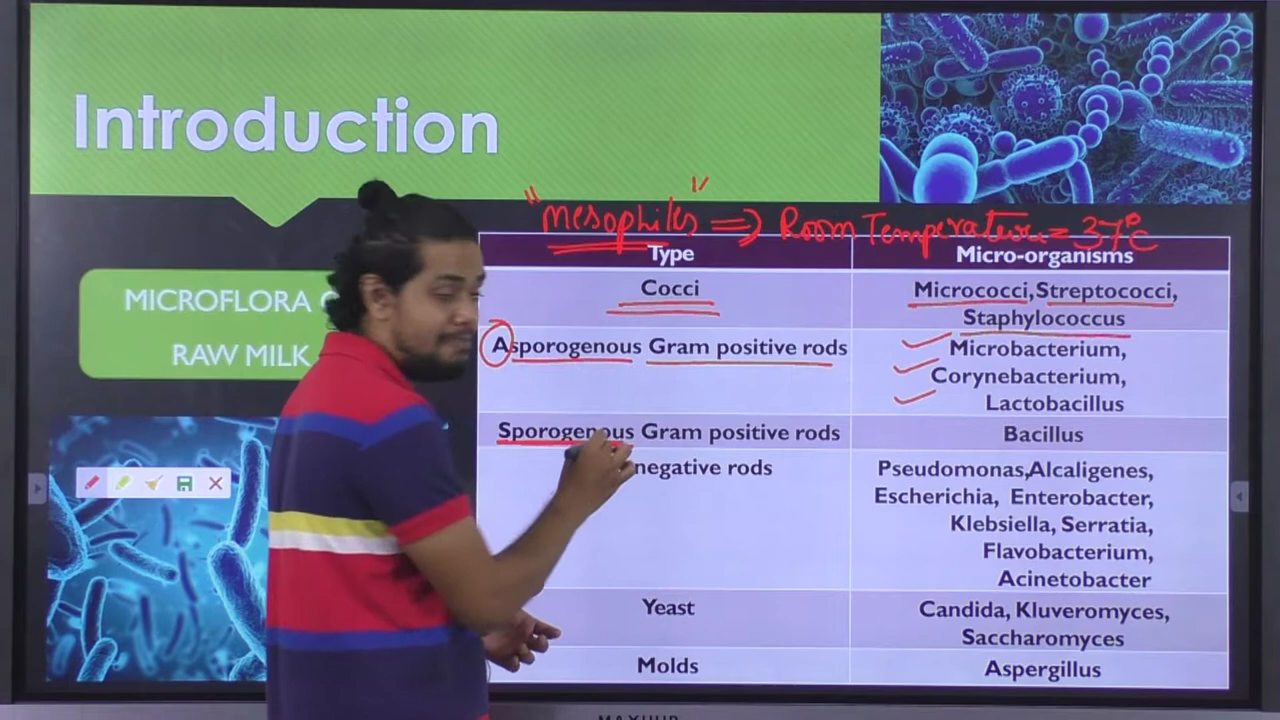 Introduction
"mesophiles" ⇒ Room Temperature = 37°C
MICROFLORA
RAW MILK
Type Micro-organisms
Cocci Micrococci,Streptococci,
Staphylococcus
Asporogenous Gram positive rods Microbacterium,
Corynebacterium,
Lactobacillus
Sporogenous Gram positive rods Bacillus
negative rods Pseudomonas,Alcaligenes,
Escherichia, Enterobacter,
Klebsiella, Serratia,
Flavobacterium,
Acinetobacter
Yeast Candida, Kluveromyces,
Saccharomyces
Molds Aspergillus